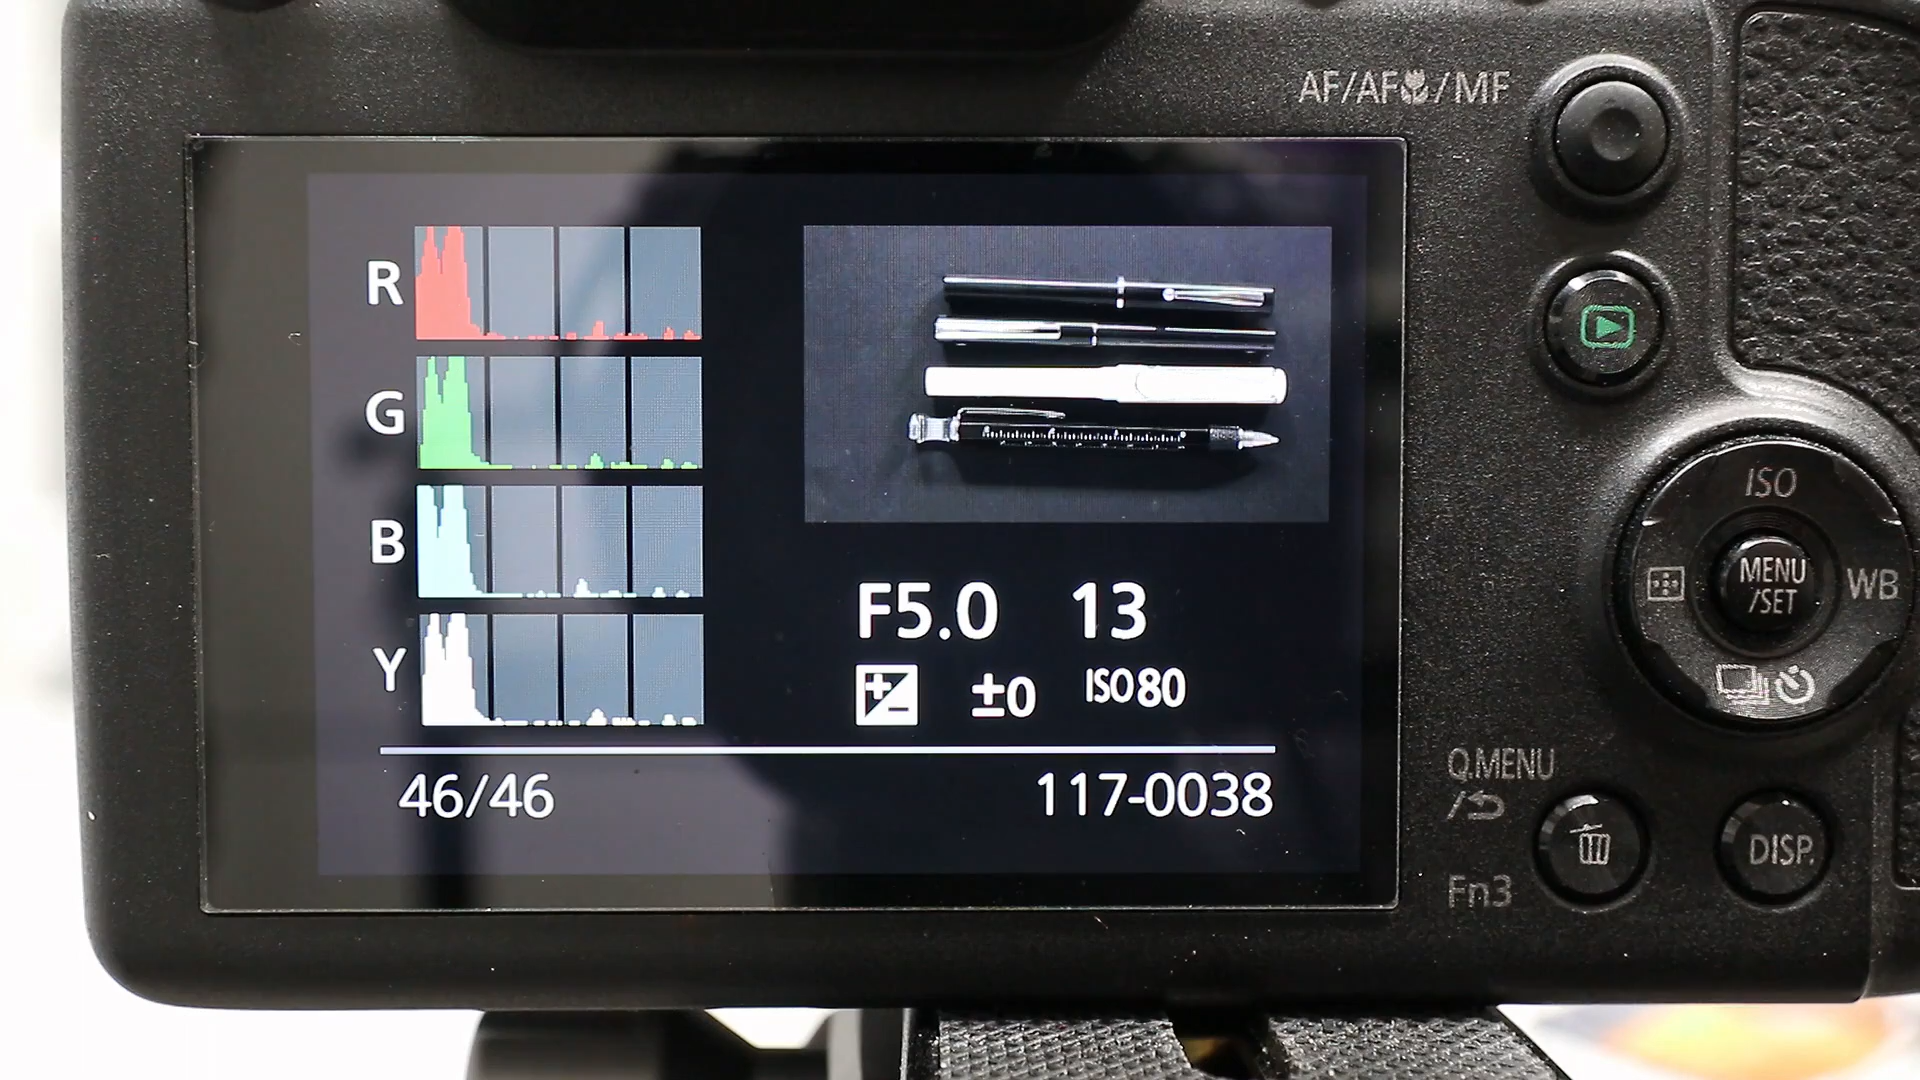 AF/AF/MF
R
G
B
Y
F5.0 13
±0 ISO80
46/46 117-0038
ISO
MENU
/SET
WB
Q.MENU
/
Fn3
DISP.